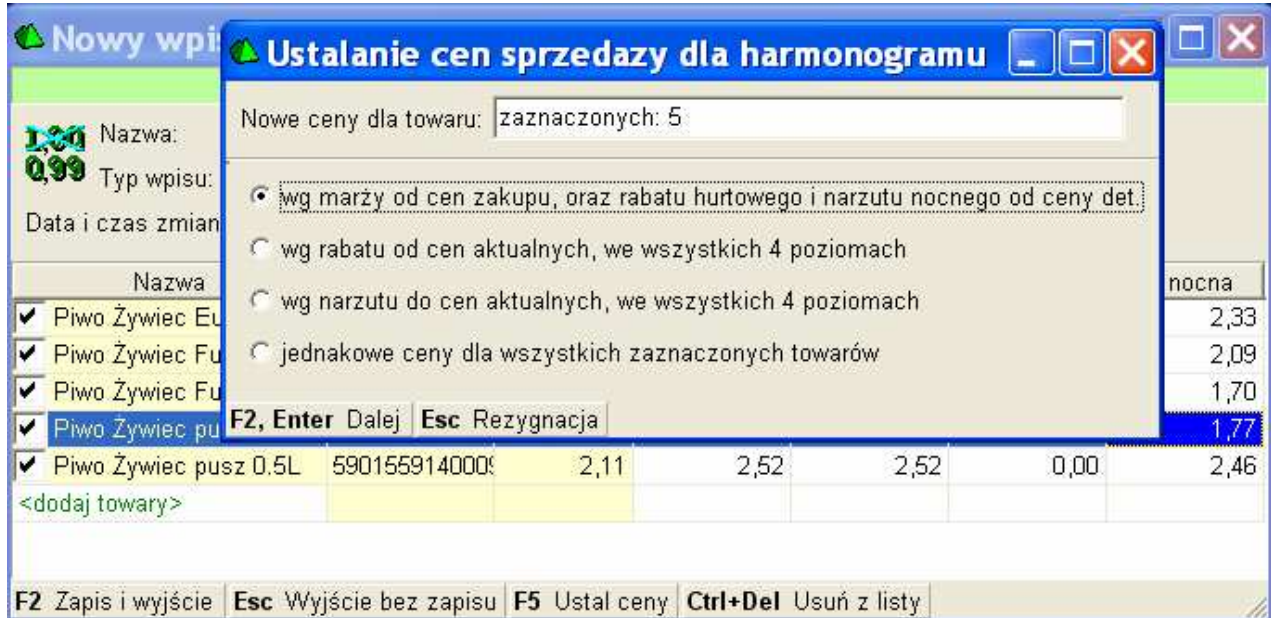 Nowy wpi
Ustalanie cen sprzedazy dla harmonogramu
Nowe ceny dla towaru: zaznaczonych: 5
1,00 Nazwa:
0,99 Typ wpisu:
Data i czas zmian
wg marży od cen zakupu, oraz rabatu hurtowego i narzutu nocnego od ceny det.
wg rabatu od cen aktualnych, we wszystkich 4 poziomach
wg narzutu do cen aktualnych, we wszystkich 4 poziomach
jednakowe ceny dla wszystkich zaznaczonych towarów
F2, Enter Dalej Esc Rezygnacja
Nazwa nocna
Piwo Żywiec Eu 2,33
Piwo Żywiec Fu 2,09
Piwo Żywiec Fu 1,70
Piwo Żywiec pu 1,77
Piwo Żywiec pusz 0.5L 590155914000 2,11 2,52 2,52 0,00 2,46
<dodaj towary>
F2 Zapis i wyjście Esc Wyjście bez zapisu F5 Ustal ceny Ctrl+Del Usuń z listy